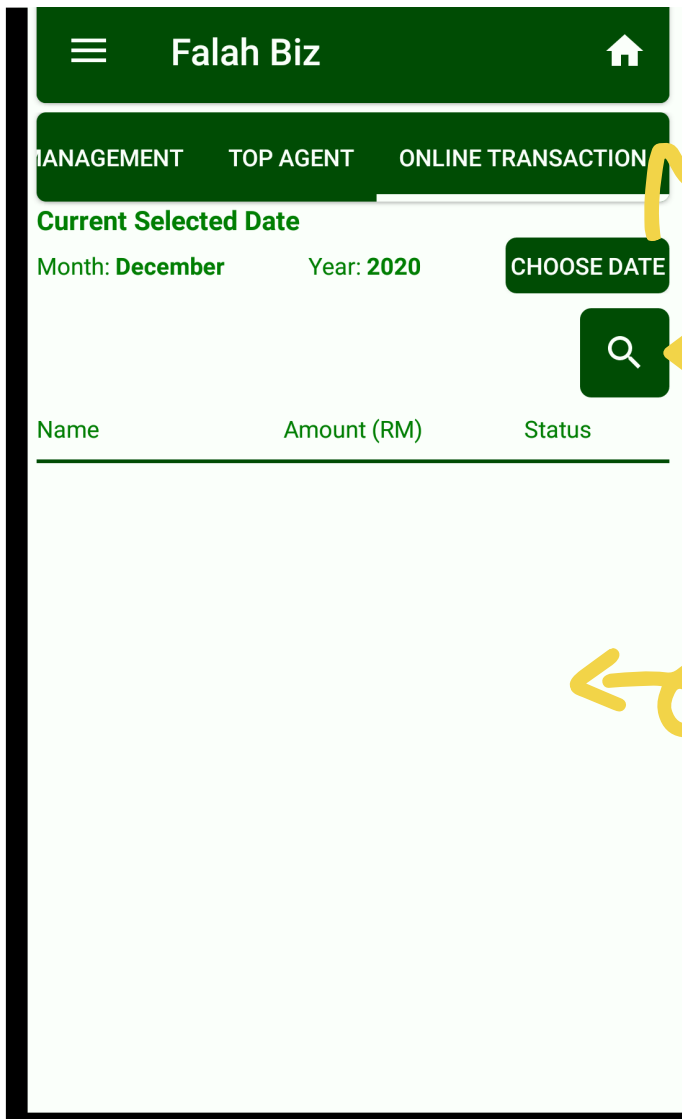 Falah Biz
MANAGEMENT TOP AGENT ONLINE TRANSACTION
Current Selected Date
Month: December Year: 2020 CHOOSE DATE
Name Amount (RM) Status